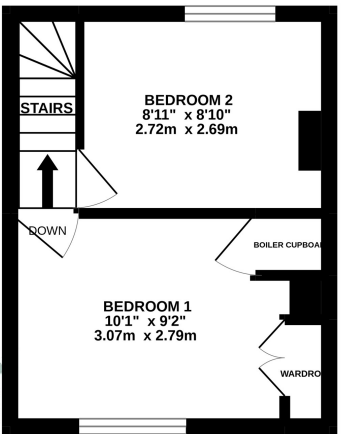 BEDROOM 2
8'11" x 8'10"
2.72m x 2.69m
STAIRS
DOWN
BOILER CUPBOA
BEDROOM 1
10'1" x 9'2"
3.07m x 2.79m
WARDRO